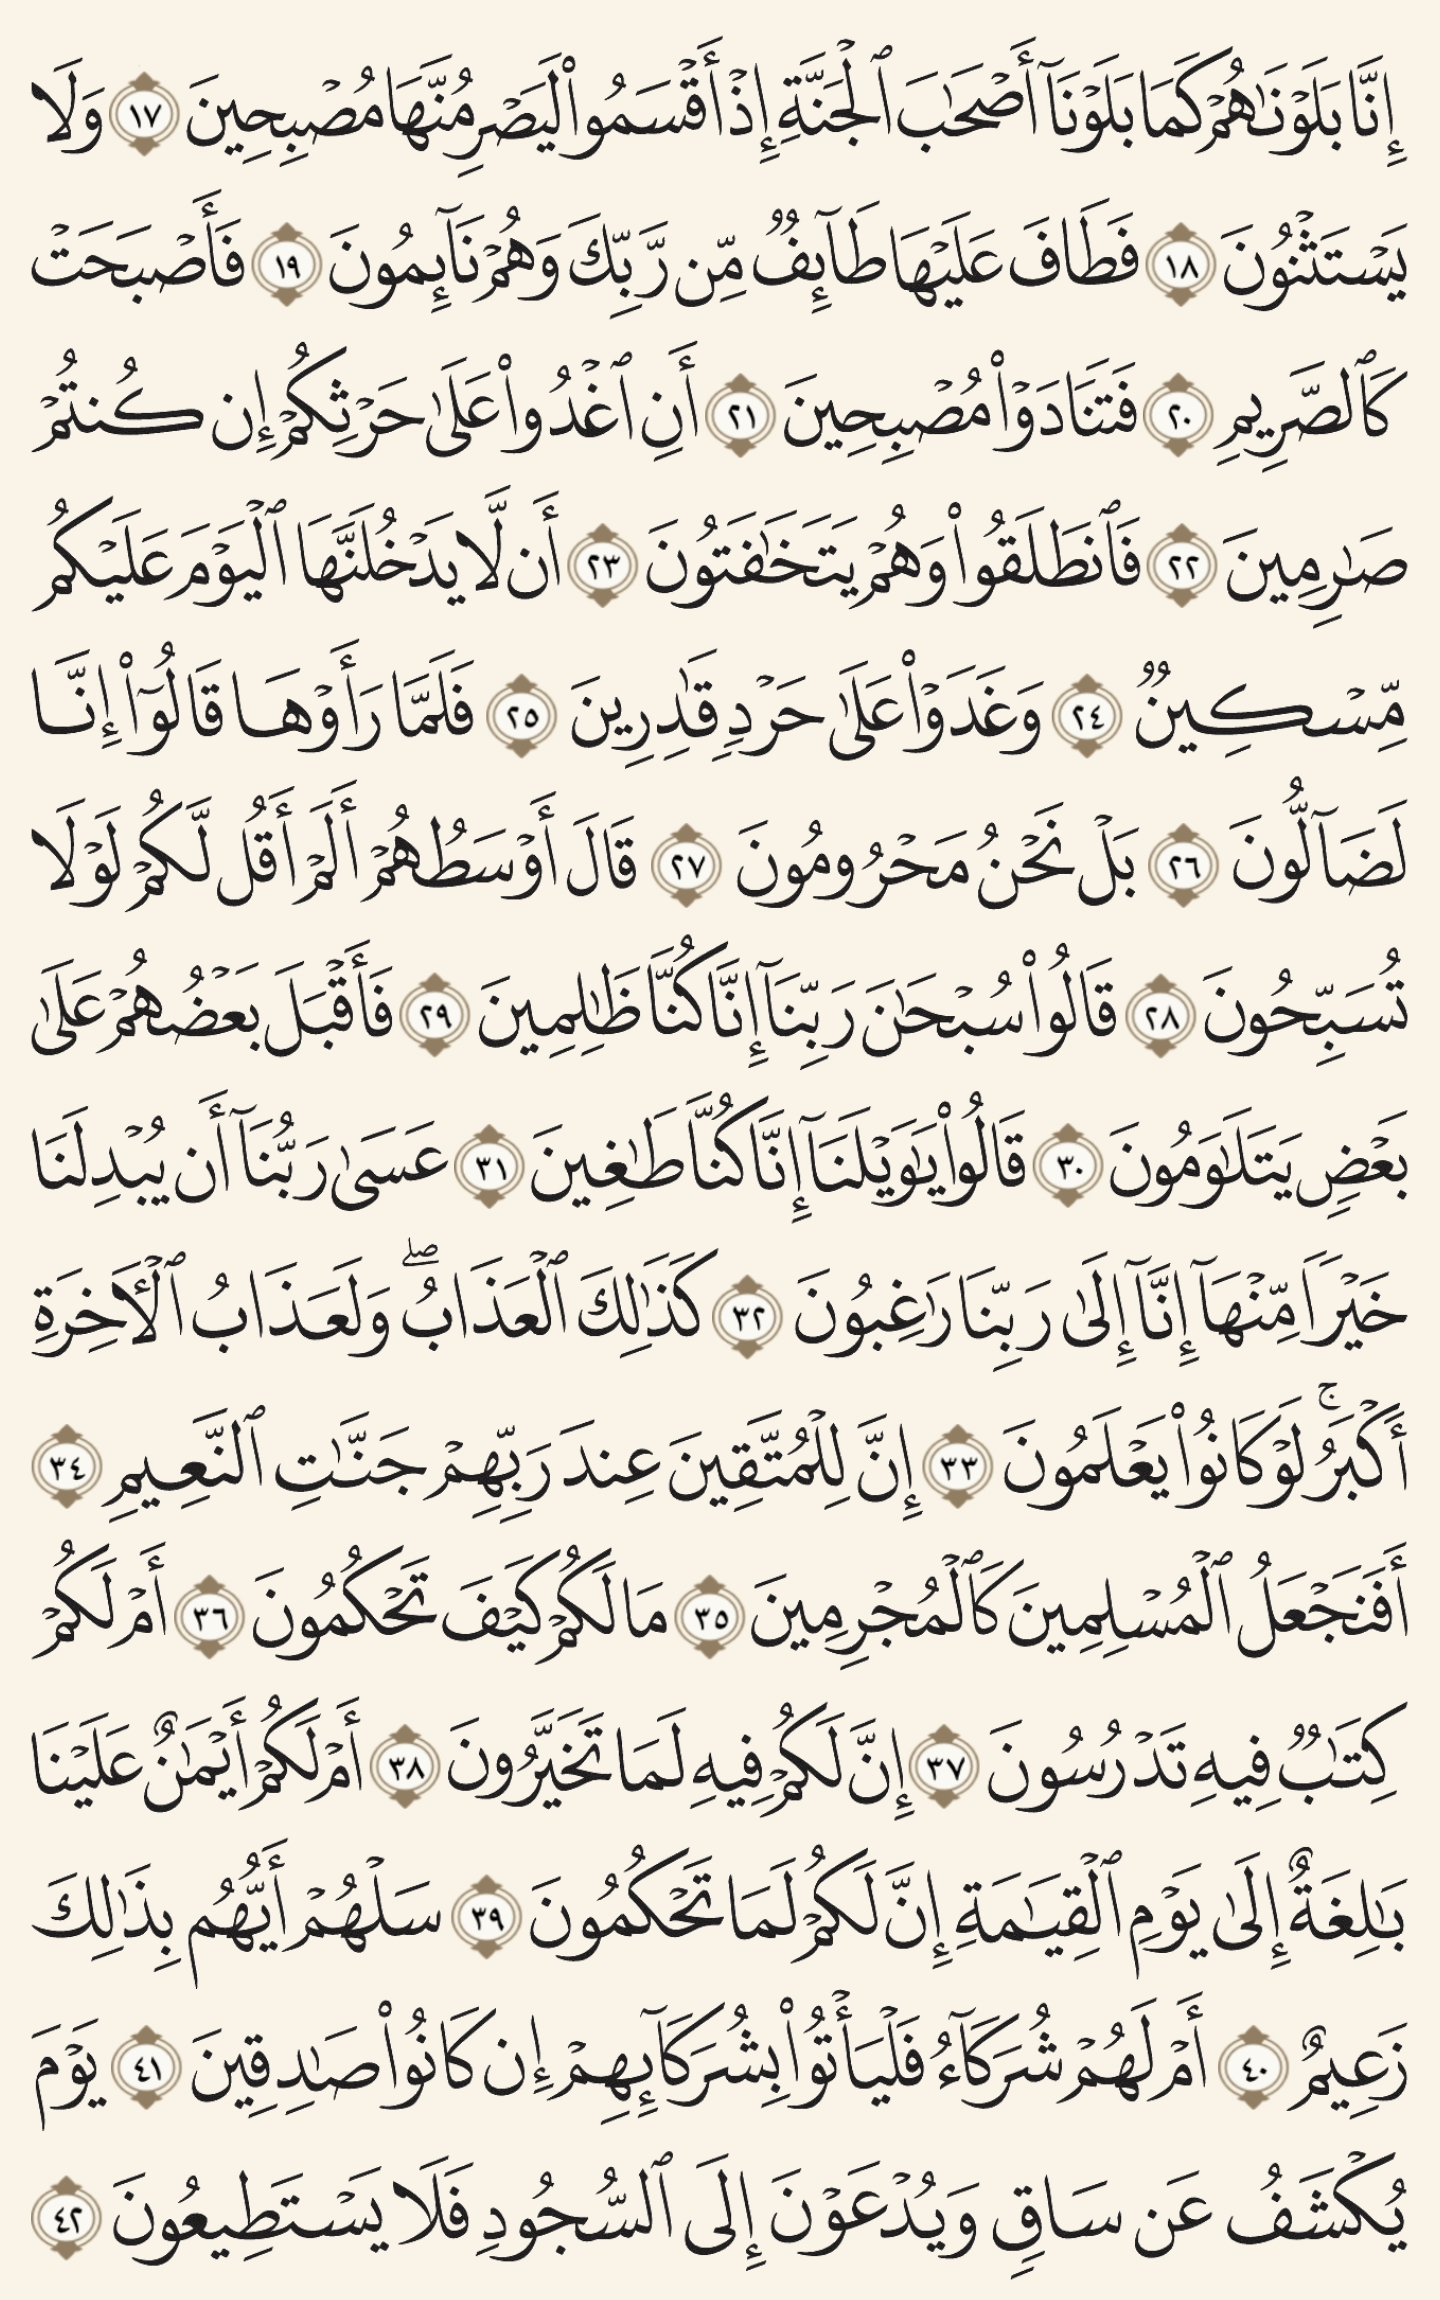 إِنَّا بَلَوْنَٰهُمْ كَمَا بَلَوْنَآ أَصْحَٰبَ ٱلْجَنَّةِ إِذْ أَقْسَمُوا۟ لَيَصْرِمُنَّهَا مُصْبِحِينَ ١٧ وَلَا
يَسْتَثْنُونَ ١٨ فَطَافَ عَلَيْهَا طَآئِفٌ مِّن رَّبِّكَ وَهُمْ نَآئِمُونَ ١٩ فَأَصْبَحَتْ
كَٱلصَّرِيمِ ٢٠ فَتَنَادَوْا۟ مُصْبِحِينَ ٢١ أَنِ ٱغْدُوا۟ عَلَىٰ حَرْثِكُمْ إِن كُنتُمْ
صَٰرِمِينَ ٢٢ فَٱنطَلَقُوا۟ وَهُمْ يَتَخَٰفَتُونَ ٢٣ أَن لَّا يَدْخُلَنَّهَا ٱلْيَوْمَ عَلَيْكُم
مِّسْكِينٌ ٢٤ وَغَدَوْا۟ عَلَىٰ حَرْدٍ قَٰدِرِينَ ٢٥ فَلَمَّا رَأَوْهَا قَالُوٓا۟ إِنَّا
لَضَآلُّونَ ٢٦ بَلْ نَحْنُ مَحْرُومُونَ ٢٧ قَالَ أَوْسَطُهُمْ أَلَمْ أَقُل لَّكُمْ لَوْلَا
تُسَبِّحُونَ ٢٨ قَالُوا۟ سُبْحَٰنَ رَبِّنَآ إِنَّا كُنَّا ظَٰلِمِينَ ٢٩ فَأَقْبَلَ بَعْضُهُمْ عَلَىٰ
بَعْضٍ يَتَلَٰوَمُونَ ٣٠ قَالُوا۟ يَٰوَيْلَنَآ إِنَّا كُنَّا طَٰغِينَ ٣١ عَسَىٰ رَبُّنَآ أَن يُبْدِلَنَا
خَيْرًا مِّنْهَآ إِنَّآ إِلَىٰ رَبِّنَا رَٰغِبُونَ ٣٢ كَذَٰلِكَ ٱلْعَذَابُ ۖ وَلَعَذَابُ ٱلْءَاخِرَةِ
أَكْبَرُ ۚ لَوْ كَانُوا۟ يَعْلَمُونَ ٣٣ إِنَّ لِلْمُتَّقِينَ عِندَ رَبِّهِمْ جَنَّٰتِ ٱلنَّعِيمِ ٣٤
أَفَنَجْعَلُ ٱلْمُسْلِمِينَ كَٱلْمُجْرِمِينَ ٣٥ مَا لَكُمْ كَيْفَ تَحْكُمُونَ ٣٦ أَمْ لَكُمْ
كِتَٰبٌ فِيهِ تَدْرُسُونَ ٣٧ إِنَّ لَكُمْ فِيهِ لَمَا تَخَيَّرُونَ ٣٨ أَمْ لَكُمْ أَيْمَٰنٌ عَلَيْنَا
بَٰلِغَةٌ إِلَىٰ يَوْمِ ٱلْقِيَٰمَةِ إِنَّ لَكُمْ لَمَا تَحْكُمُونَ ٣٩ سَلْهُمْ أَيُّهُم بِذَٰلِكَ
زَعِيمٌ ٤٠ أَمْ لَهُمْ شُرَكَآءُ فَلْيَأْتُوا۟ بِشُرَكَآئِهِمْ إِن كَانُوا۟ صَٰدِقِينَ ٤١ يَوْمَ
يُكْشَفُ عَن سَاقٍ وَيُدْعَوْنَ إِلَى ٱلسُّجُودِ فَلَا يَسْتَطِيعُونَ ٤٢